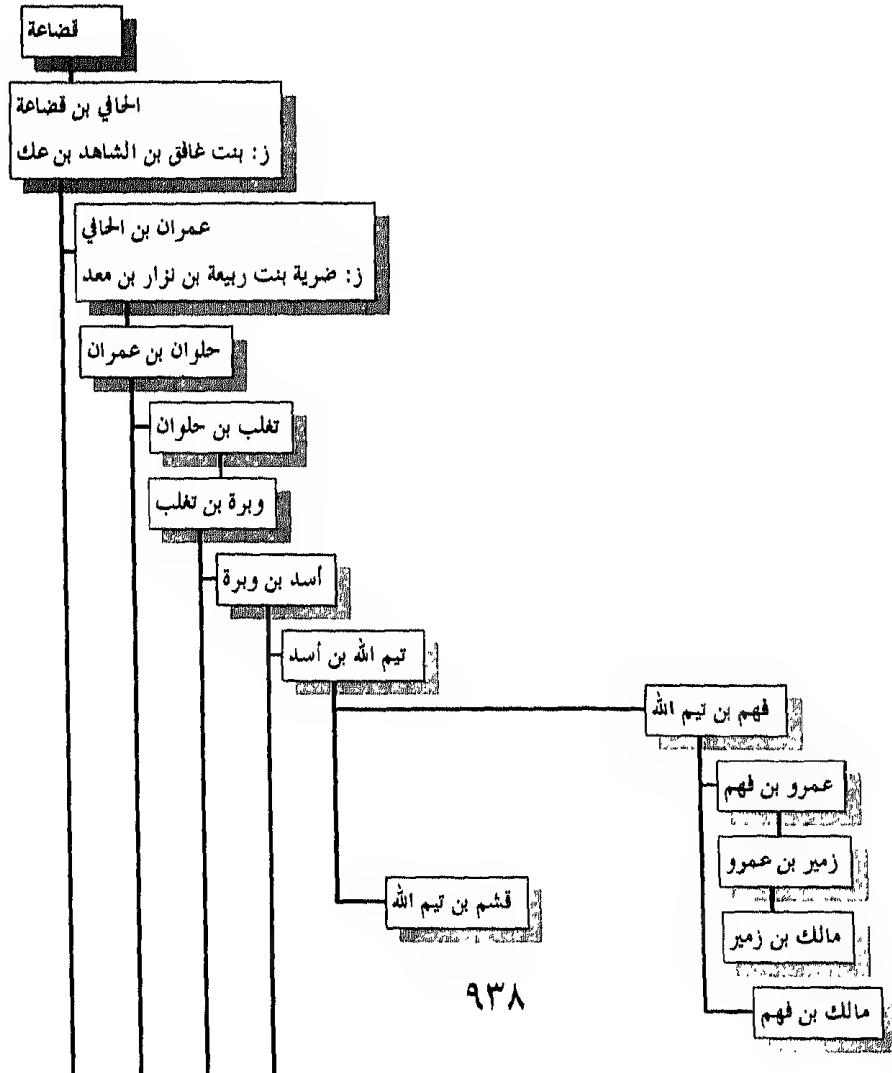 قضاعة
الحافي بن قضاعة
ز: بنت غافق بن الشاهد بن عك
عمران بن الحافي
ز: ضرية بنت ربيعة بن نزار بن معد
حلوان بن عمران
تغلب بن حلوان
وبرة بن تغلب
أسد بن وبرة
تيم الله بن أسد
فهم بن تيم الله
عمرو بن فهم
زمير بن عمرو
قشم بن تيم الله
مالك بن زمير
مالك بن فهم
٩٣٨